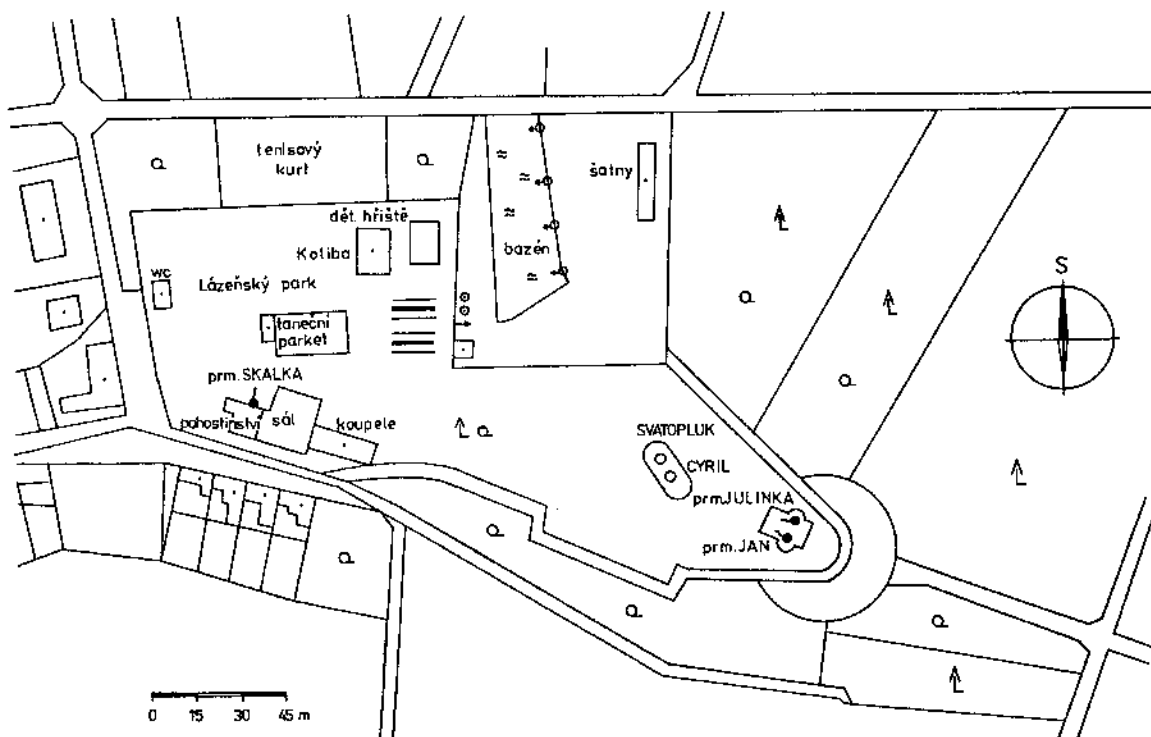 tenisový
kurt
šatny
dět. hřiště
Koliba
bazén
WC
Lázeňský park
taneční
parket
prm. SKALKA
pohostinství
sál
koupele
S
SVATOPLUK
CYRIL
prm. JULINKA
prm. JAN
0 15 30 45 m